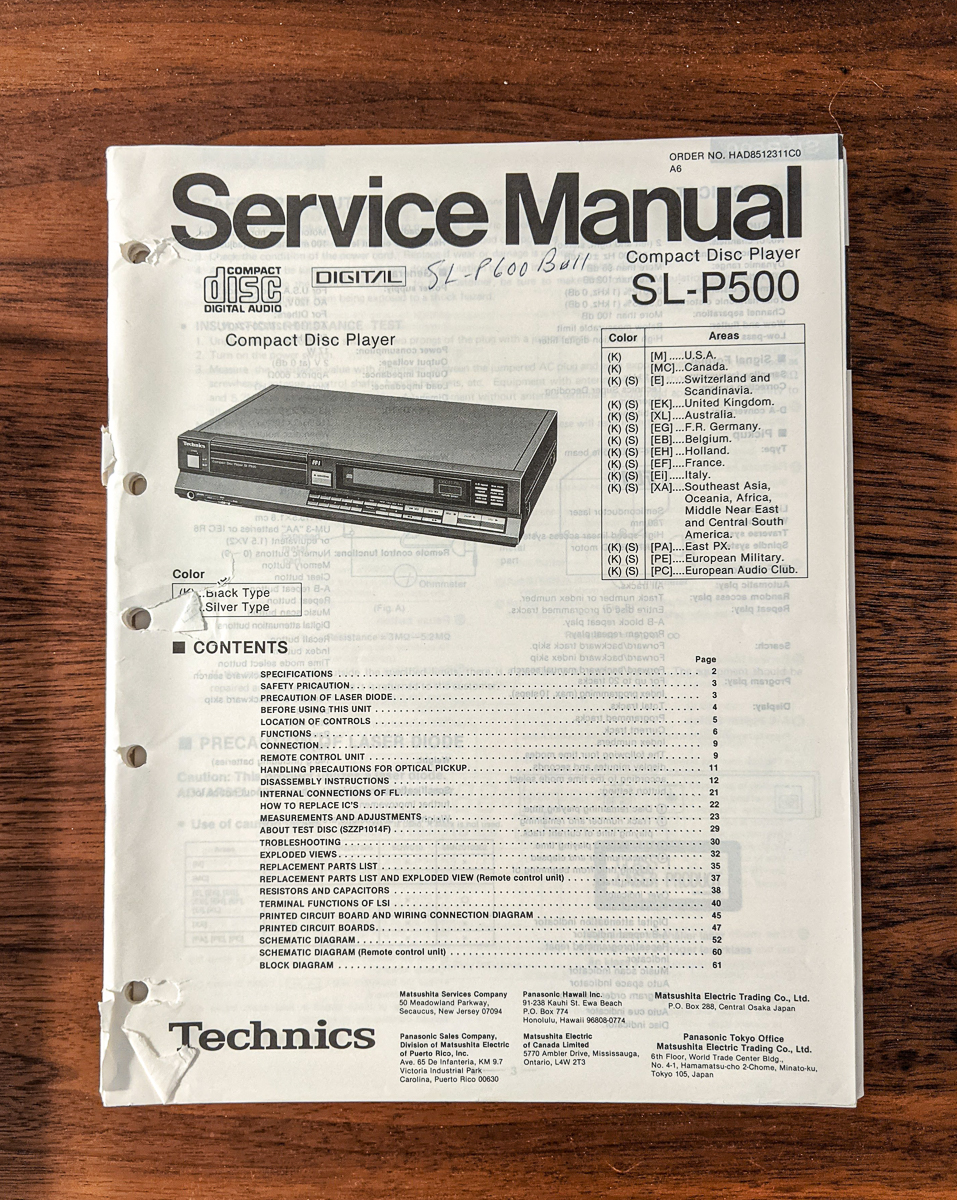 ORDER NO. HAD8512311C0
A6
Service Manual
COMPACT
disc
DIGITAL AUDIO
DIGITAL
SL-P600 Bull
Compact Disc Player
SL-P500
Compact Disc Player
Technics
Color Areas
(K) [M].....U.S.A.
(K) [MC]....Canada.
(K) (S) [E]......Switzerland and
Scandinavia.
(K) (S) [EK]....United Kingdom.
(K) (S) [XL]....Australia.
(K) (S) [EG]....F.R. Germany.
(K) (S) [EB]....Belgium.
(K) (S) [EH]....Holland.
(K) (S) [EF]....France.
(K) (S) [Ei]....Italy.
(K) (S) [XA]....Southeast Asia,
Oceania, Africa,
Middle Near East
and Central South
America.
(K) (S) [PA]....East PX.
(K) (S) [PE]....European Military.
(K) (S) [PC]....European Audio Club.
Color
(K)...Black Type
.Silver Type
■ CONTENTS
Page
SPECIFICATIONS 2
SAFETY PRICAUTION 3
PRECAUTION OF LASER DIODE 3
BEFORE USING THIS UNIT 4
LOCATION OF CONTROLS 5
FUNCTIONS 6
CONNECTION 9
REMOTE CONTROL UNIT 9
HANDLING PRECAUTIONS FOR OPTICAL PICKUP 11
DISASSEMBLY INSTRUCTIONS 12
INTERNAL CONNECTIONS OF FL 21
HOW TO REPLACE IC'S 22
MEASUREMENTS AND ADJUSTMENTS 23
ABOUT TEST DISC (SZZP1014F) 29
TROBLESHOOTING 30
EXPLODED VIEWS 32
REPLACEMENT PARTS LIST 35
REPLACEMENT PARTS LIST AND EXPLODED VIEW (Remote control unit) 37
RESISTORS AND CAPACITORS 38
TERMINAL FUNCTIONS OF LSI 40
PRINTED CIRCUIT BOARD AND WIRING CONNECTION DIAGRAM 45
PRINTED CIRCUIT BOARDS 47
SCHEMATIC DIAGRAM 52
SCHEMATIC DIAGRAM (Remote control unit) 60
BLOCK DIAGRAM 61
Technics
Matsushita Services Company
50 Meadowland Parkway,
Secaucus, New Jersey 07094
Panasonic Sales Company,
Division of Matsushita Electric
of Puerto Rico, Inc.
Ave. 65 De Infanteria, KM 9.7
Victoria Industrial Park
Carolina, Puerto Rico 00630
Panasonic Hawaii Inc.
91-238 Kauhi St. Ewa Beach
P.O. Box 774
Honolulu, Hawaii 96808-0774
Matsushita Electric
of Canada Limited
5770 Ambler Drive, Mississauga,
Ontario, L4W 2T3
Matsushita Electric Trading Co., Ltd.
P.O. Box 288, Central Osaka Japan
Panasonic Tokyo Office
Matsushita Electric Trading Co., Ltd.
6th Floor, World Trade Center Bldg.,
No. 4-1, Hamamatsu-cho 2-Chome, Minato-ku,
Tokyo 105, Japan